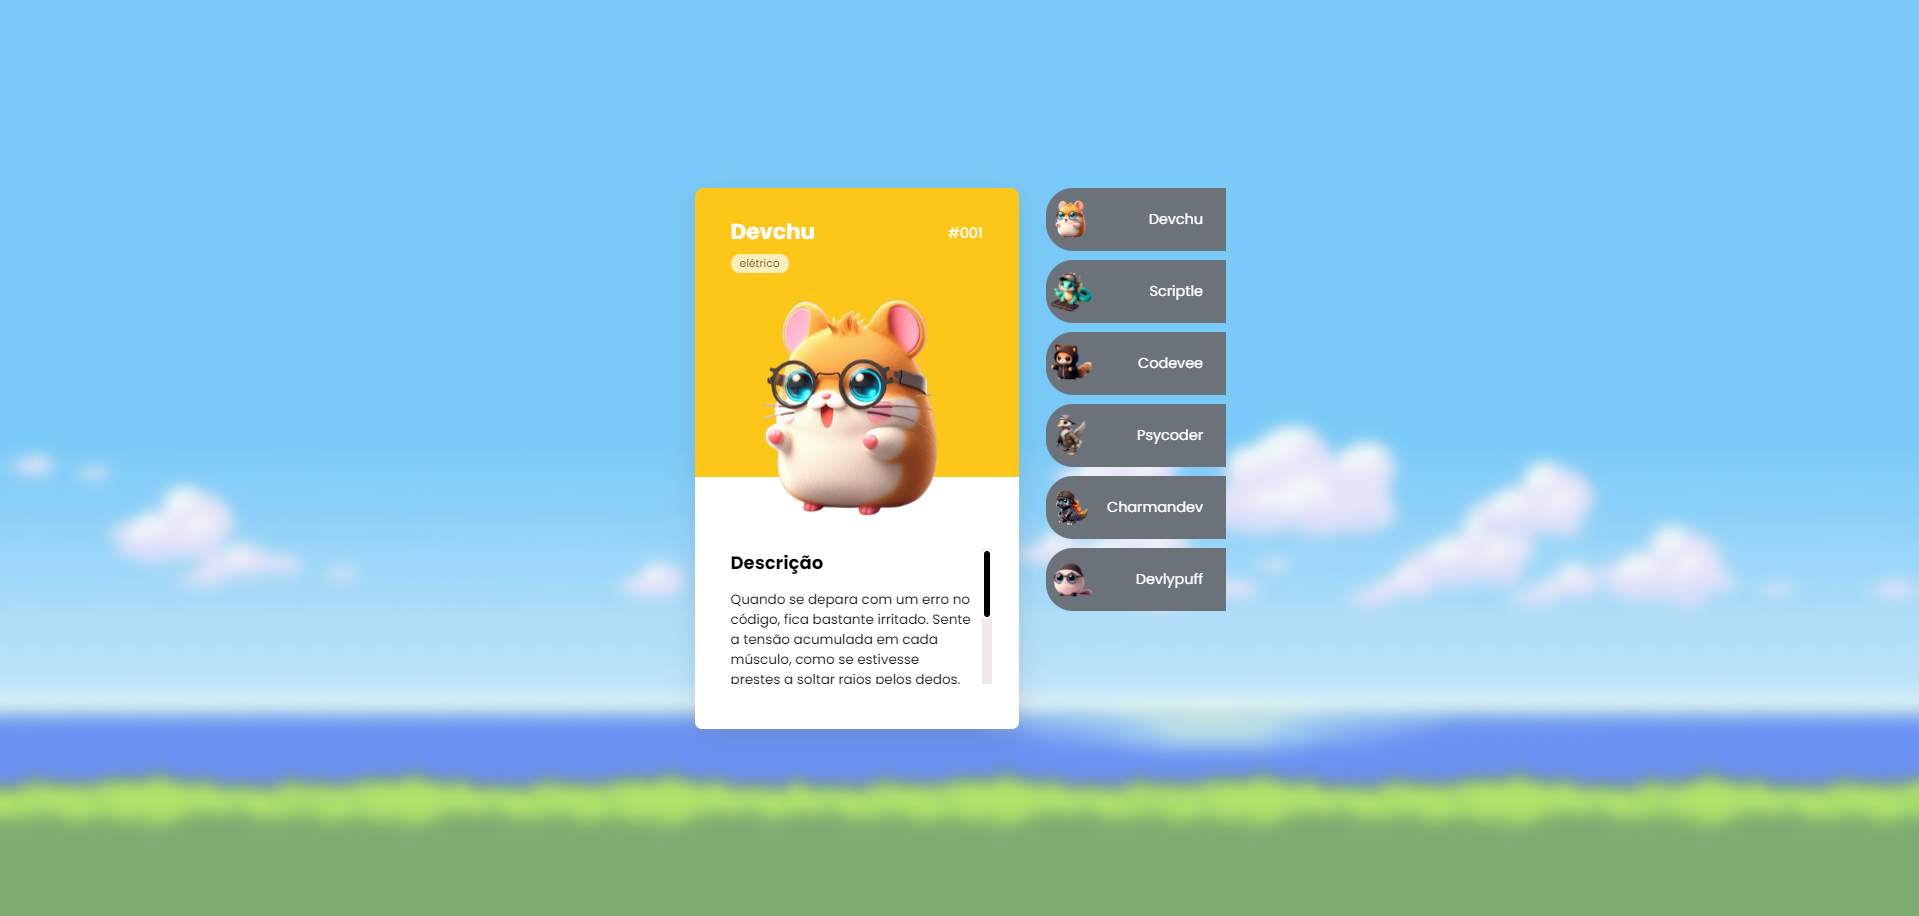 Devchu
#001
elétrico
Descrição
Quando se depara com um erro no
código, fica bastante irritado. Sente
a tensão acumulada em cada
músculo, como se estivesse
prestes a soltar raios pelos dedos.
Devchu
Scriptle
Codevee
Psycoder
Charmandev
Devlypuff